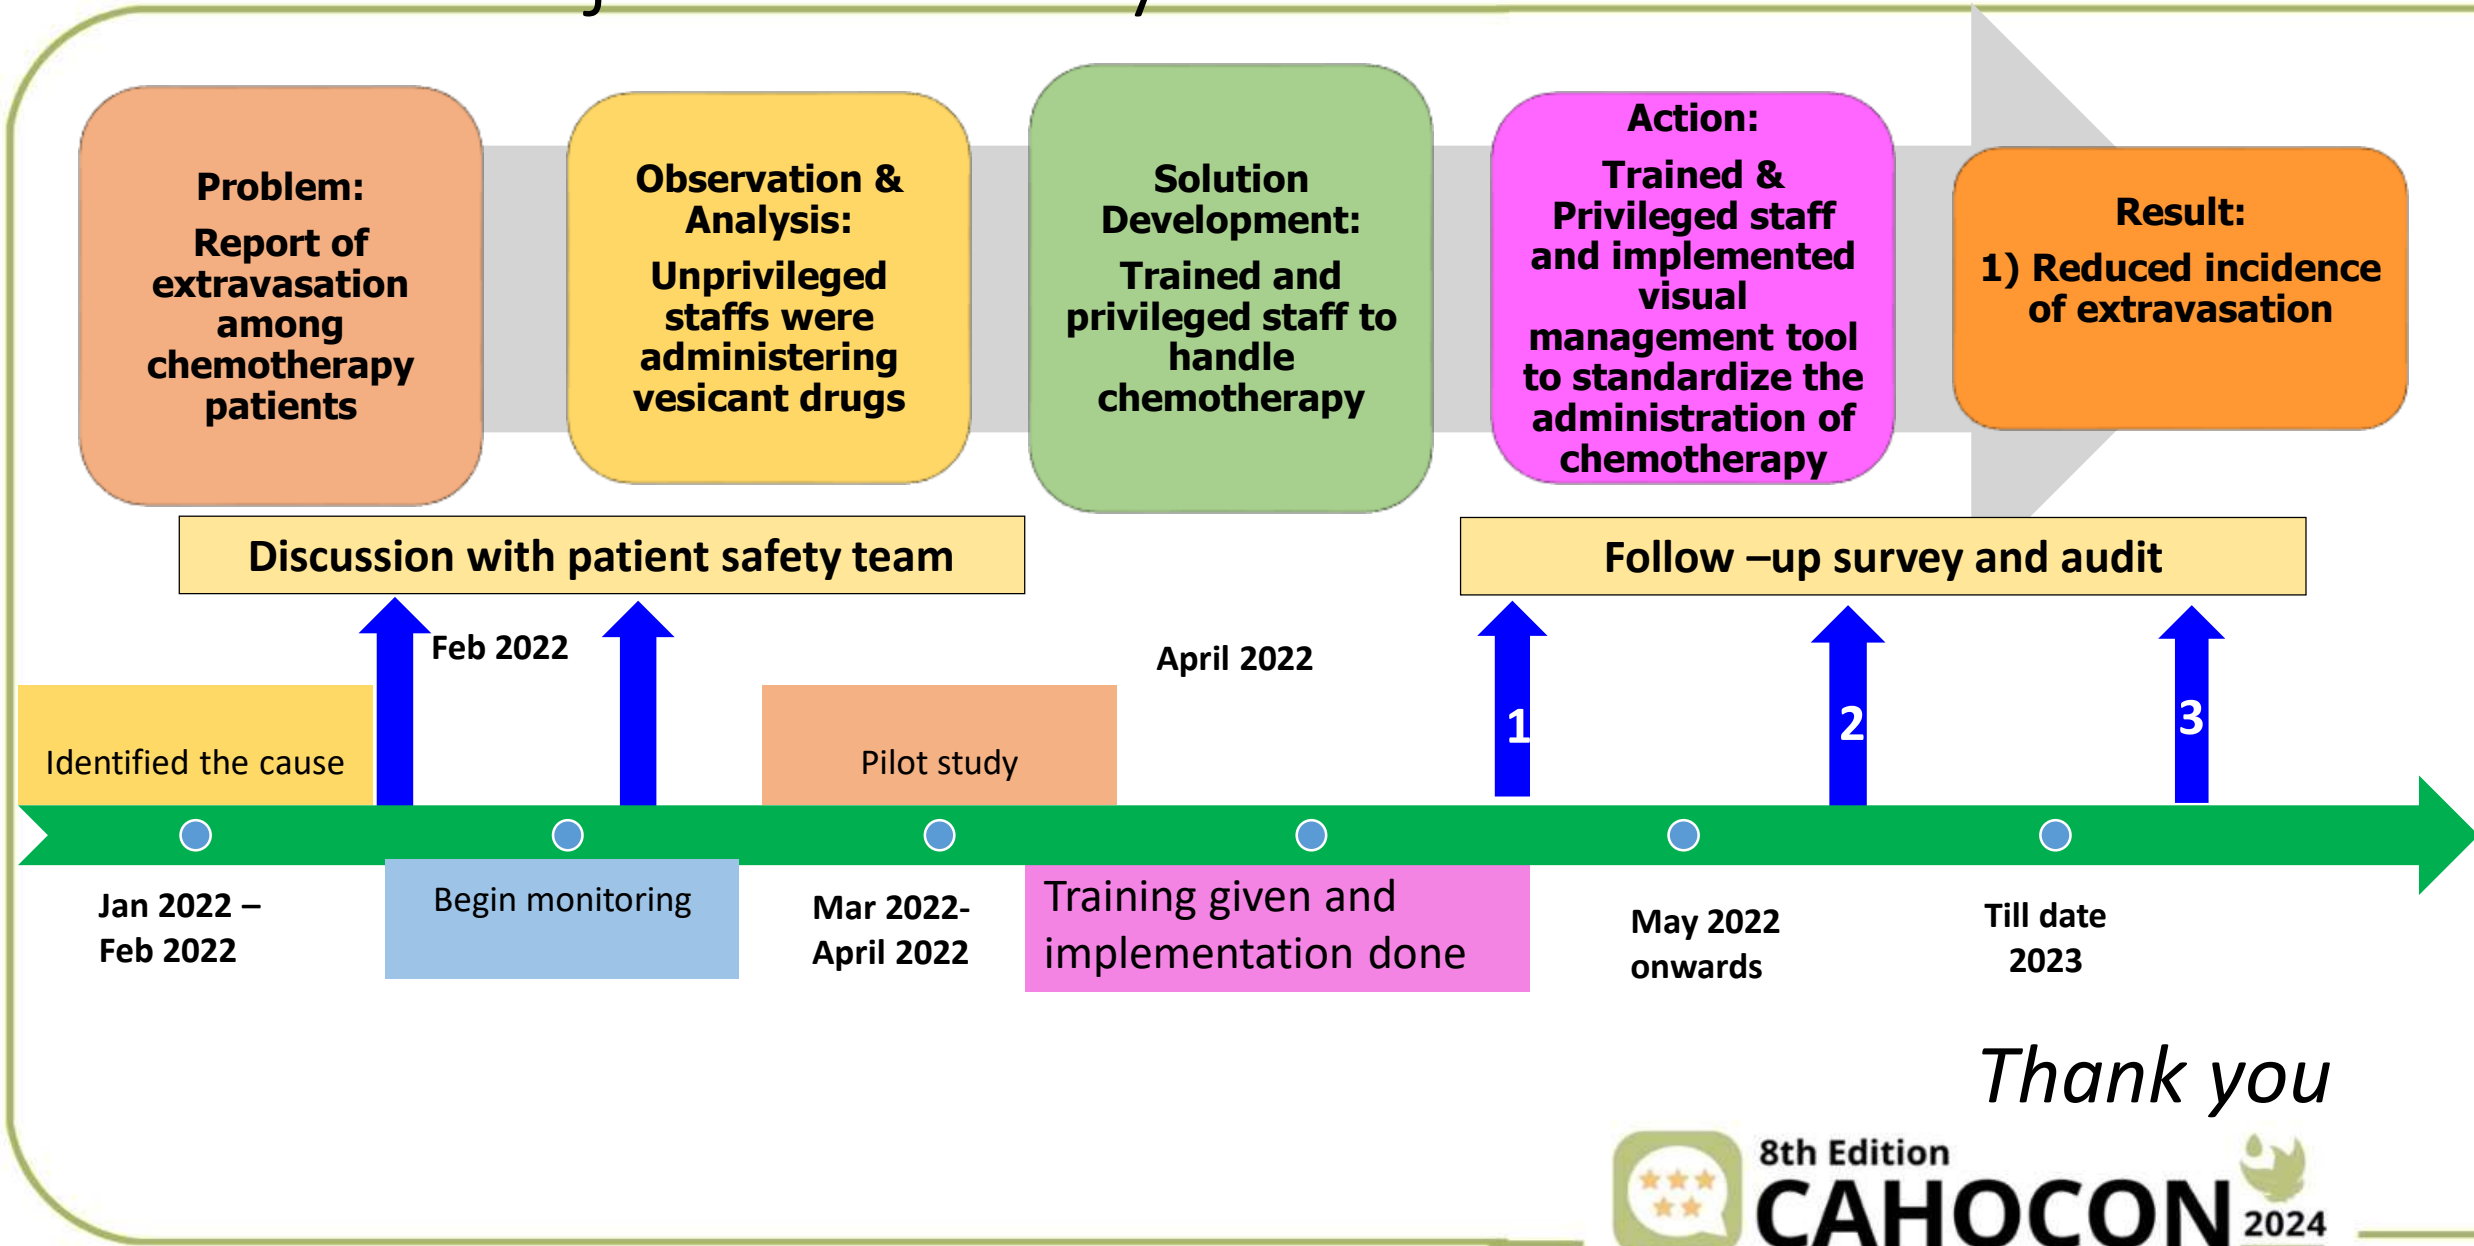 Problem:
Report of
extravasation
among
chemotherapy
patients
Observation &
Analysis:
Unprivileged
staffs were
administering
vesicant drugs
Solution
Development:
Trained and
privileged staff to
handle
chemotherapy
Action:
Trained &
Privileged staff
and implemented
visual
management tool
to standardize the
administration of
chemotherapy
Result:
1) Reduced incidence
of extravasation
Discussion with patient safety team
Follow –up survey and audit
Feb 2022
April 2022
1
2
3
Identified the cause
Pilot study
Jan 2022 –
Feb 2022
Begin monitoring
Mar 2022-
April 2022
Training given and
implementation done
May 2022
onwards
Till date
2023
Thank you
8th Edition
CAHOCON
2024